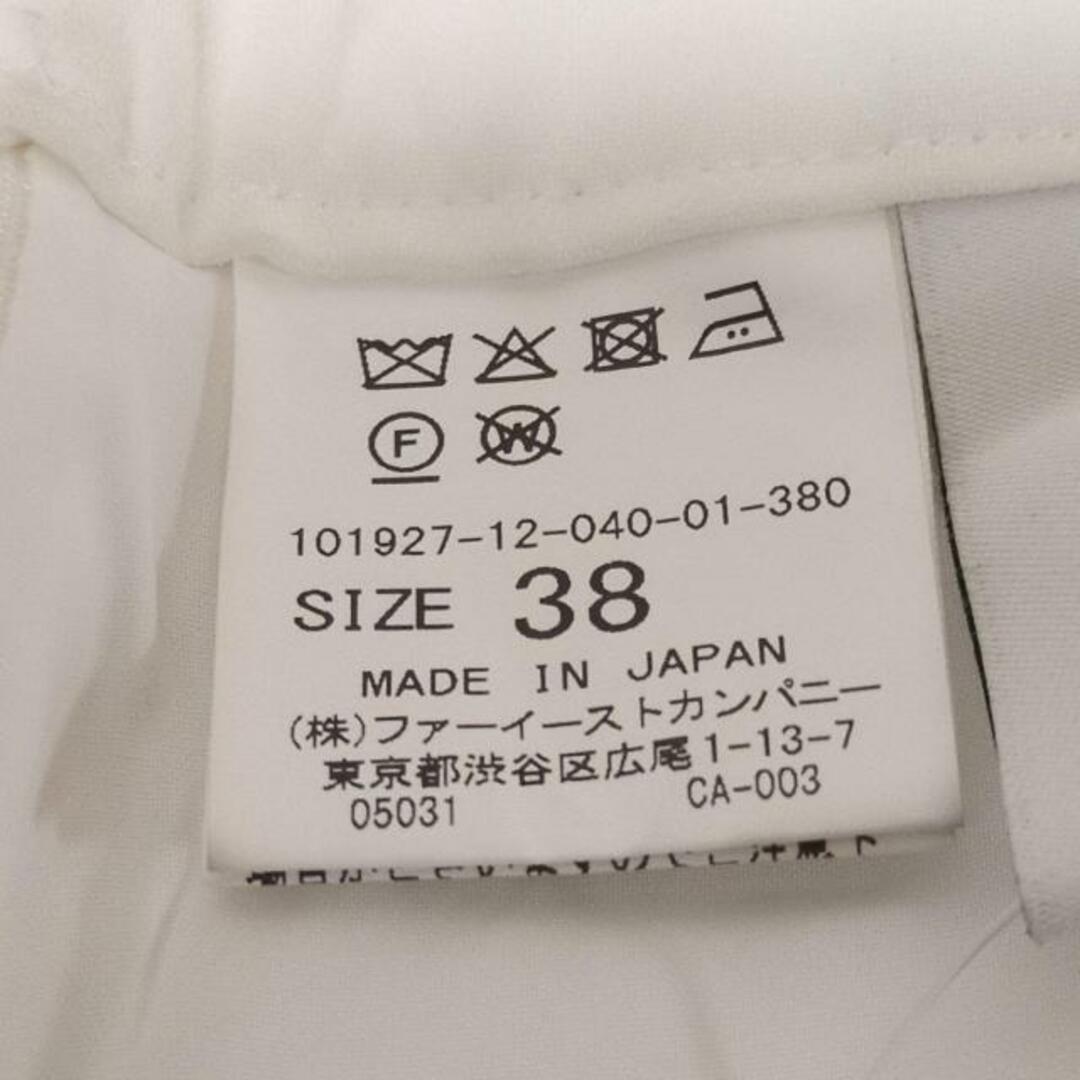 F W
101927-12-040-01-380
SIZE 38
MADE IN JAPAN
(株)ファーイーストカンパニー
東京都渋谷区広尾1-13-7
05031 CA-003